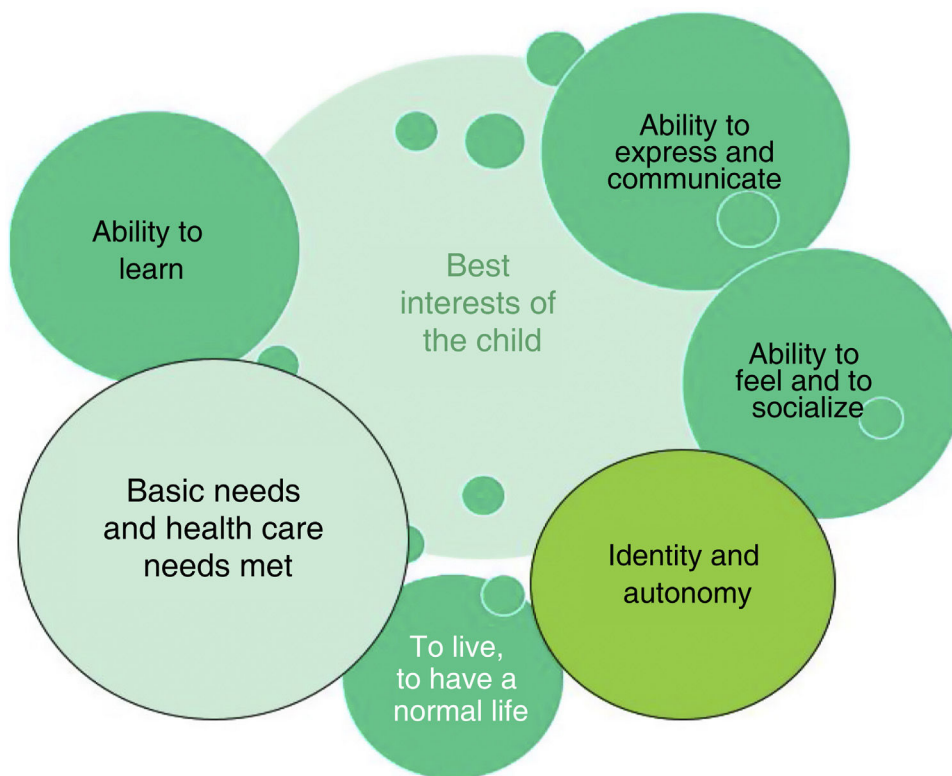 Ability to
express and
communicate
Ability to
learn
Best
interests of
the child
Ability to
feel and to
socialize
Basic needs
and health care
needs met
Identity and
autonomy
To live,
to have a
normal life